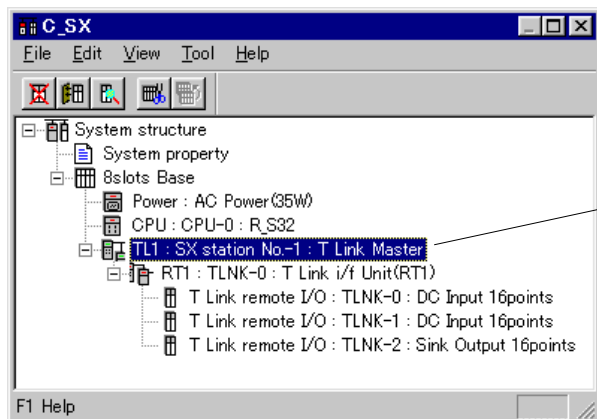 C_SX
File Edit View Tool Help
System structure
System property
8slots Base
Power : AC Power(35W)
CPU : CPU-0 : R_S32
TL1 : SX station No.-1 : T Link Master
RT1 : TLNK-0 : T Link i/f Unit(RT1)
T Link remote I/O : TLNK-0 : DC Input 16points
T Link remote I/O : TLNK-1 : DC Input 16points
T Link remote I/O : TLNK-2 : Sink Output 16points
F1 Help